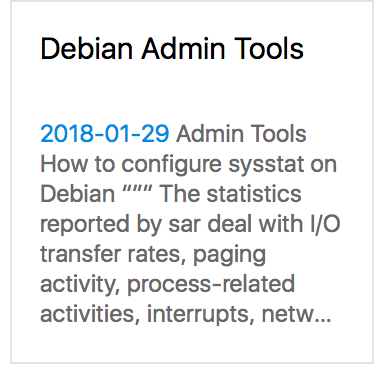 Debian Admin Tools
2018-01-29 Admin Tools
How to configure sysstat on
Debian ”””” The statistics
reported by sar deal with I/O
transfer rates, paging
activity, process-related
activities, interrupts, netw...